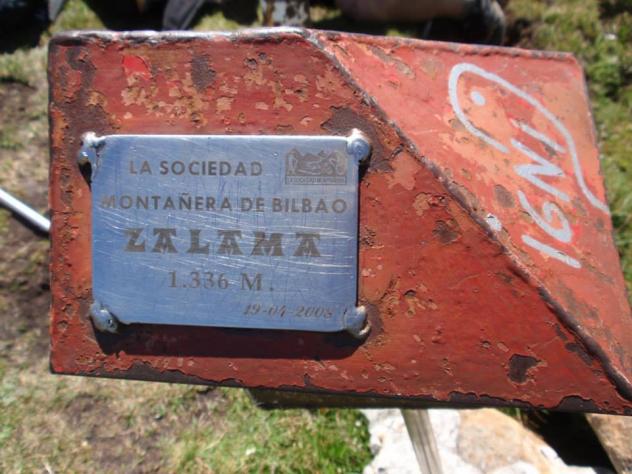 LA SOCIEDAD
MONTAÑERA DE BILBAO
ZALAMA
1.336 M.
19-04-2008